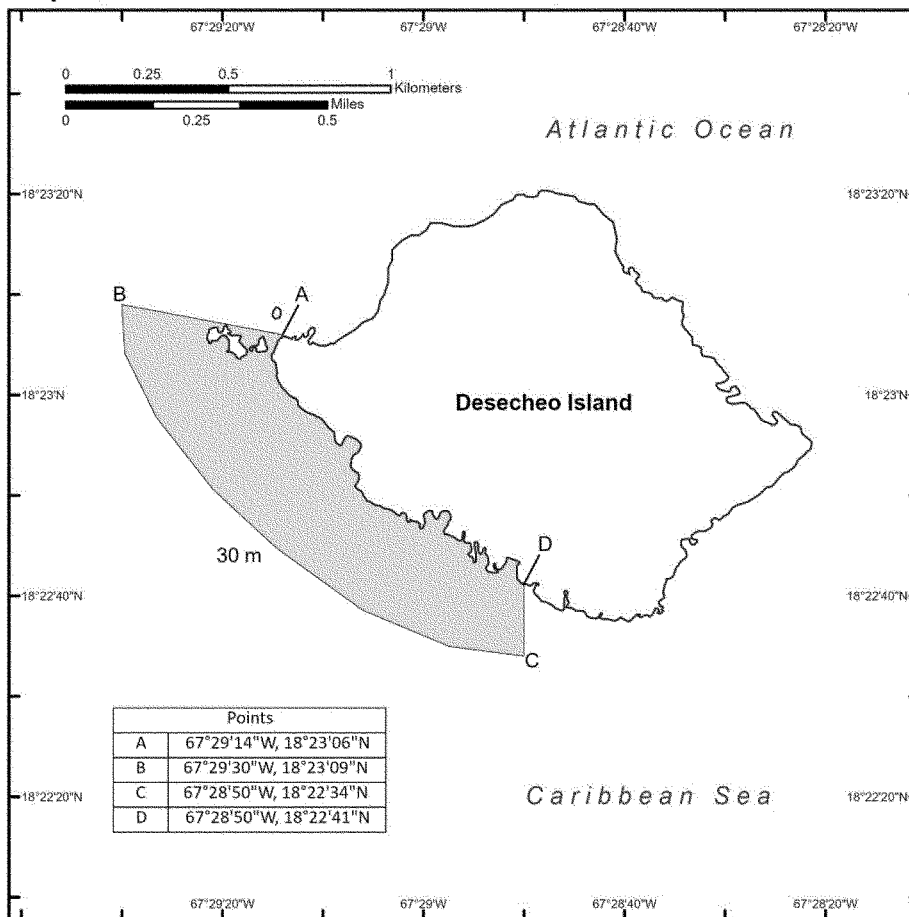 67°29'20"W 67°29'W 67°28'40"W 67°28'20"W
0 0.25 0.5 1
Kilometers
Miles
0 0.25 0.5
Atlantic Ocean
18°23'20"N 18°23'20"N
B A
18°23'N 18°23'N
Desecheo Island
D
30 m
18°22'40"N 18°22'40"N
C
Points
A 67°29'14"W, 18°23'06"N
B 67°29'30"W, 18°23'09"N
C 67°28'50"W, 18°22'34"N
D 67°28'50"W, 18°22'41"N
Caribbean Sea
18°22'20"N 18°22'20"N
67°29'20"W 67°29'W 67°28'40"W 67°28'20"W